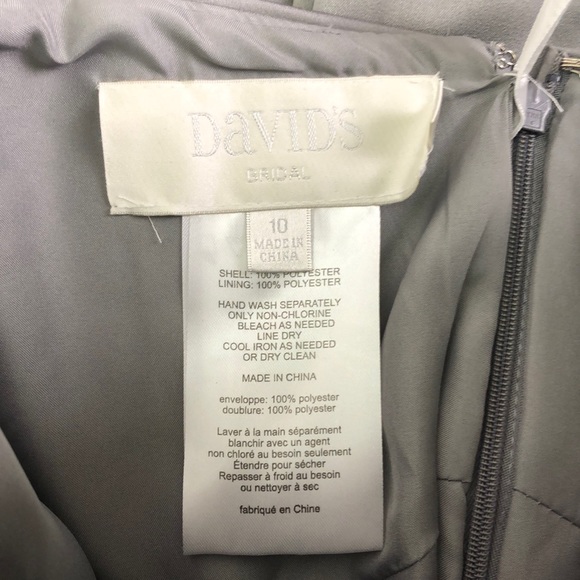 DAVID'S
BRIDAL
10
MADE IN
CHINA
SHELL: 100% POLYESTER
LINING: 100% POLYESTER
HAND WASH SEPARATELY
ONLY NON-CHLORINE
BLEACH AS NEEDED
LINE DRY
COOL IRON AS NEEDED
OR DRY CLEAN
MADE IN CHINA
enveloppe: 100% polyester
doublure: 100% polyester
Laver à la main séparément
blanchir avec un agent
non chloré au besoin seulement
Étendre pour sécher
Repasser à froid au besoin
ou nettoyer à sec
fabriqué en Chine